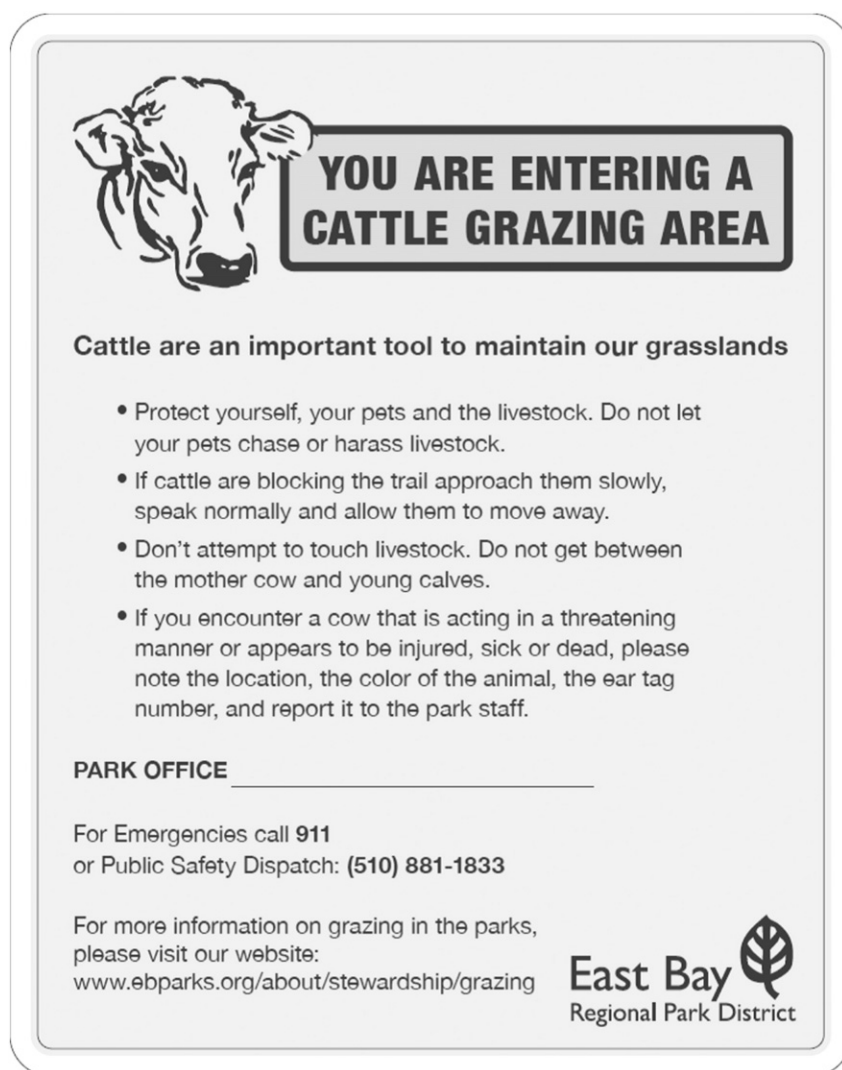 YOU ARE ENTERING A
CATTLE GRAZING AREA
Cattle are an important tool to maintain our grasslands
• Protect yourself, your pets and the livestock. Do not let
your pets chase or harass livestock.
• If cattle are blocking the trail approach them slowly,
speak normally and allow them to move away.
• Don't attempt to touch livestock. Do not get between
the mother cow and young calves.
• If you encounter a cow that is acting in a threatening
manner or appears to be injured, sick or dead, please
note the location, the color of the animal, the ear tag
number, and report it to the park staff.
PARK OFFICE
For Emergencies call 911
or Public Safety Dispatch: (510) 881-1833
For more information on grazing in the parks,
please visit our website:
www.ebparks.org/about/stewardship/grazing
East Bay
Regional Park District